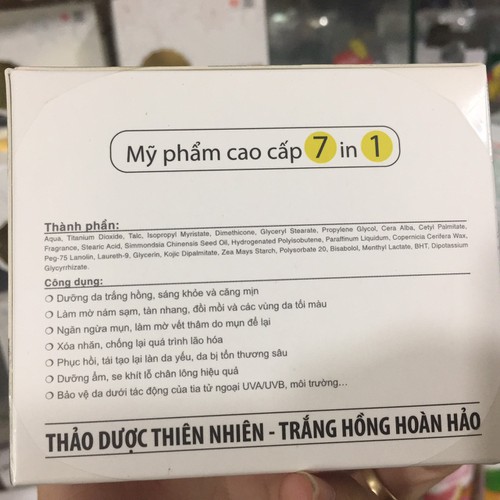 Mỹ phẩm cao cấp 7 in 1
Thành phần:
Aqua, Titanium Dioxide, Talc, Isopropyl Myristate, Dimethicone, Glyceryl Stearate, Propylene Glycol, Cera Alba, Cetyl Palmitate,
Fragrance, Stearic Acid, Simmondsia Chinensis Seed Oil, Hydrogenated Polyisobutene, Paraffinum Liquidum, Copernicia Cerifera Wax,
Peg-75 Lanolin, Laureth-9, Glycerin, Kojic Dipalmitate, Zea Mays Starch, Polysorbate 20, Bisabolol, Menthyl Lactate, BHT, Dipotassium
Glycyrrhizate.
Công dụng:
Dưỡng da trắng hồng, sáng khỏe và căng mịn
Làm mờ nám sạm, tàn nhang, đồi mồi và các vùng da tối màu
Ngăn ngừa mụn, làm mờ vết thâm do mụn để lại
Xóa nhăn, chống lại quá trình lão hóa
Phục hồi, tái tạo lại làn da yếu, da bị tổn thương sâu
Dưỡng ẩm, se khít lỗ chân lông hiệu quả
Bảo vệ da dưới tác động của tia tử ngoại UVA/UVB, môi trường...
THẢO DƯỢC THIÊN NHIÊN - TRẮNG HỒNG HOÀN HẢO